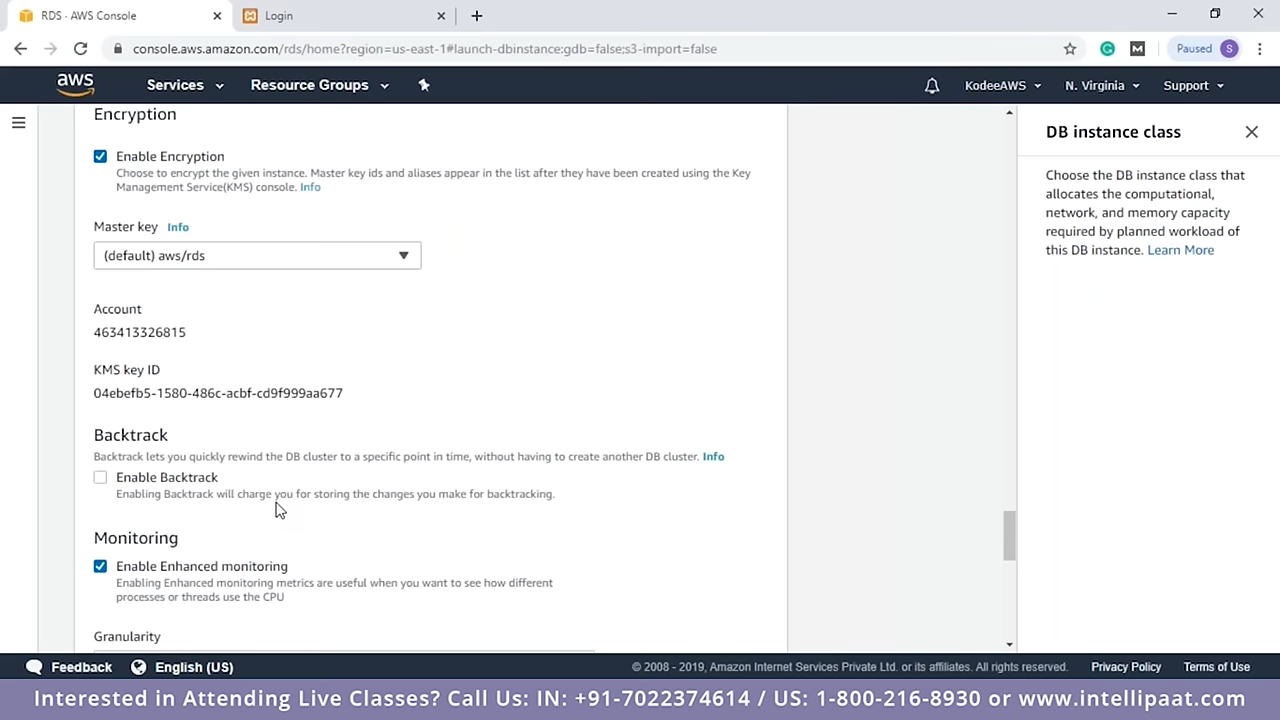 RDS · AWS Console
Login
console.aws.amazon.com/rds/home?region=us-east-1#launch-dbinstance:gdb=false;s3-import=false
Paused
S
aws
Services
Resource Groups
KodeeAWS
N. Virginia
Support
Encryption
Enable Encryption
Choose to encrypt the given instance. Master key ids and aliases appear in the list after they have been created using the Key
Management Service(KMS) console. Info
Master key Info
(default) aws/rds
Account
463413326815
KMS key ID
04ebefb5-1580-486c-acbf-cd9f999aa677
Backtrack
Backtrack lets you quickly rewind the DB cluster to a specific point in time, without having to create another DB cluster. Info
Enable Backtrack
Enabling Backtrack will charge you for storing the changes you make for backtracking.
Monitoring
Enable Enhanced monitoring
Enabling Enhanced monitoring metrics are useful when you want to see how different
processes or threads use the CPU
Granularity
DB instance class
Choose the DB instance class that
allocates the computational,
network, and memory capacity
required by planned workload of
this DB instance. Learn More
Feedback
English (US)
© 2008 - 2019, Amazon Internet Services Private Ltd. or its affiliates. All rights reserved.
Privacy Policy
Terms of Use
Interested in Attending Live Classes? Call Us: IN: +91-7022374614 / US: 1-800-216-8930 or www.intellipaat.com